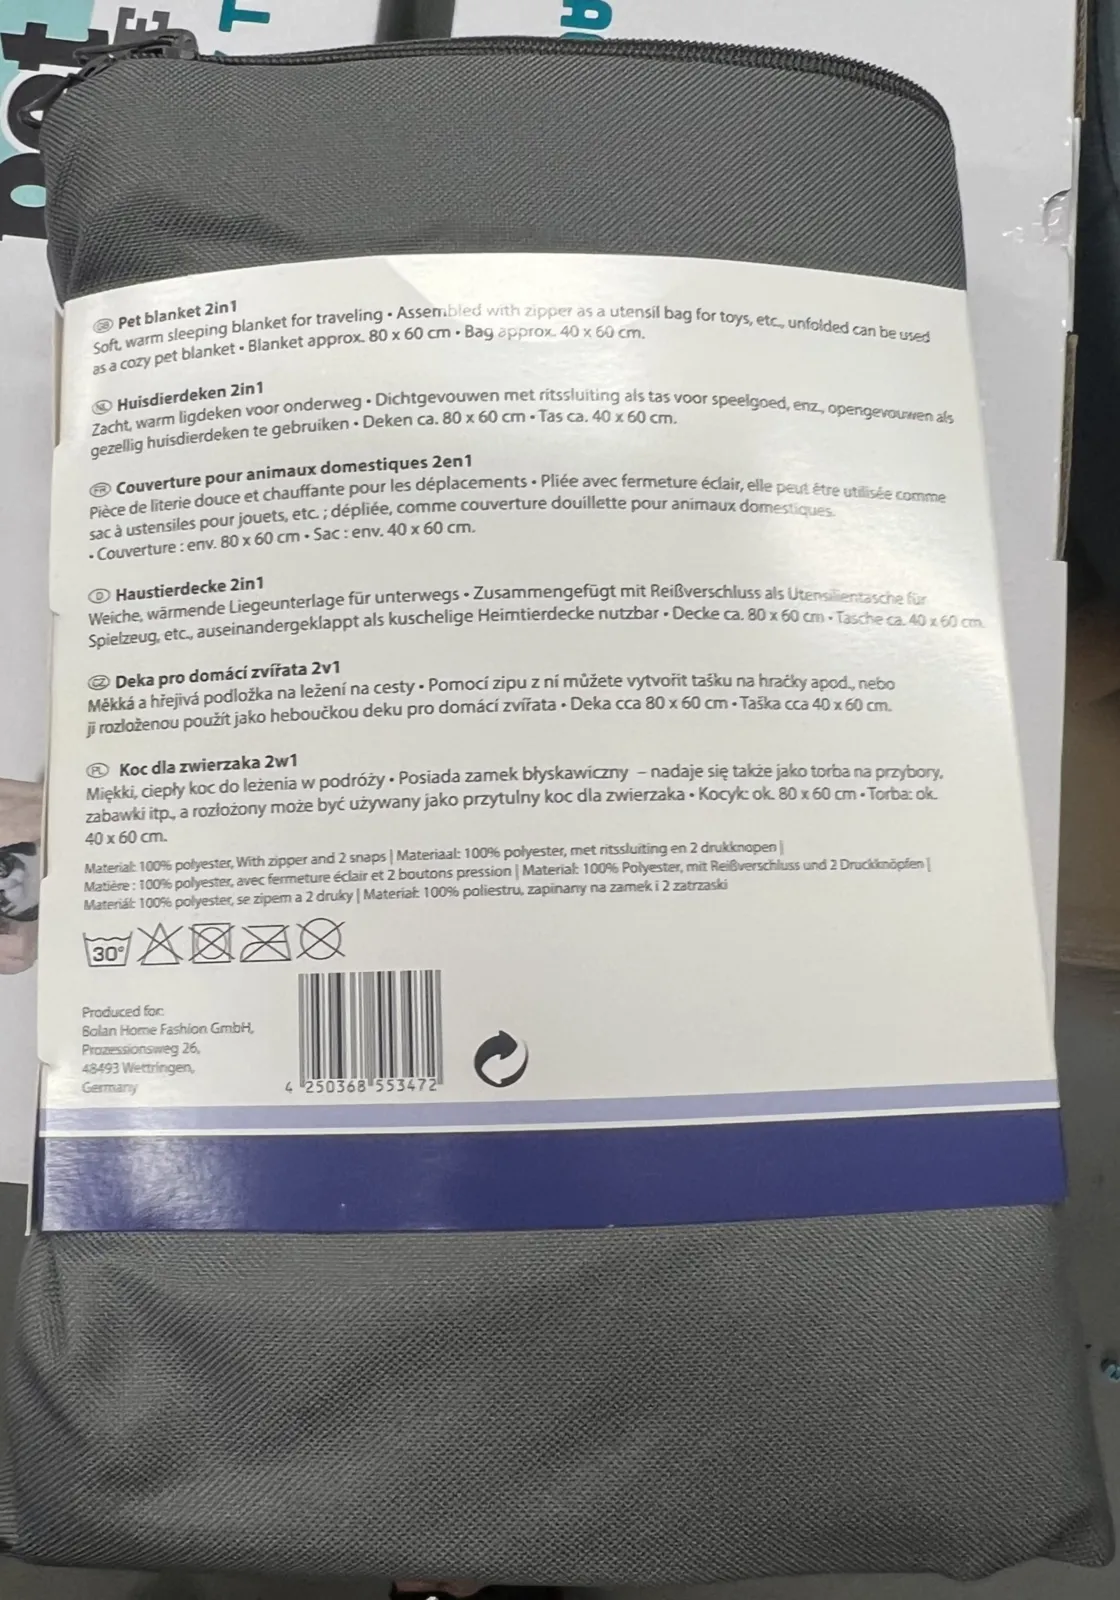 GB Pet blanket 2in1
Soft, warm sleeping blanket for traveling • Assembled with zipper as a utensil bag for toys, etc., unfolded can be used
as a cozy pet blanket • Blanket approx. 80 x 60 cm • Bag approx. 40 x 60 cm.
NL Huisdierdeken 2in1
Zacht, warm ligdeken voor onderweg • Dichtgevouwen met ritssluiting als tas voor speelgoed, enz., opengevouwen als
gezellig huisdierdeken te gebruiken • Deken ca. 80 x 60 cm • Tas ca. 40 x 60 cm.
FR Couverture pour animaux domestiques 2en1
Pièce de literie douce et chauffante pour les déplacements • Pliée avec fermeture éclair, elle peut être utilisée comme
sac à ustensiles pour jouets, etc. ; dépliée, comme couverture douillette pour animaux domestiques.
• Couverture : env. 80 x 60 cm • Sac : env. 40 x 60 cm.
D Haustierdecke 2in1
Weiche, wärmende Liegeunterlage für unterwegs • Zusammengefügt mit Reißverschluss als Utensilientasche für
Spielzeug, etc., auseinandergeklappt als kuschelige Heimtierdecke nutzbar • Decke ca. 80 x 60 cm • Tasche ca. 40 x 60 cm.
CZ Deka pro domácí zvířata 2v1
Měkká a hřejivá podložka na ležení na cesty • Pomocí zipu z ní můžete vytvořit tašku na hračky apod., nebo
ji rozloženou použít jako heboučkou deku pro domácí zvířata • Deka cca 80 x 60 cm • Taška cca 40 x 60 cm.
PL Koc dla zwierzaka 2w1
Miękki, ciepły koc do leżenia w podróży • Posiada zamek błyskawiczny – nadaje się także jako torba na przybory,
zabawki itp., a rozłożony może być używany jako przytulny koc dla zwierzaka • Kocyk: ok. 80 x 60 cm • Torba: ok.
40 x 60 cm.
Material: 100% polyester, With zipper and 2 snaps | Materiaal: 100% polyester, met ritssluiting en 2 drukknopen |
Matière : 100% polyester, avec fermeture éclair et 2 boutons pression | Material: 100% Polyester, mit Reißverschluss und 2 Druckknöpfen |
Materiál: 100% polyester, se zipem a 2 druky | Materiał: 100% poliestru, zapinany na zamek i 2 zatrzaski
30°
Produced for:
Bolan Home Fashion GmbH,
Prozessionsweg 26,
48493 Wettringen,
Germany
4 250368 553472